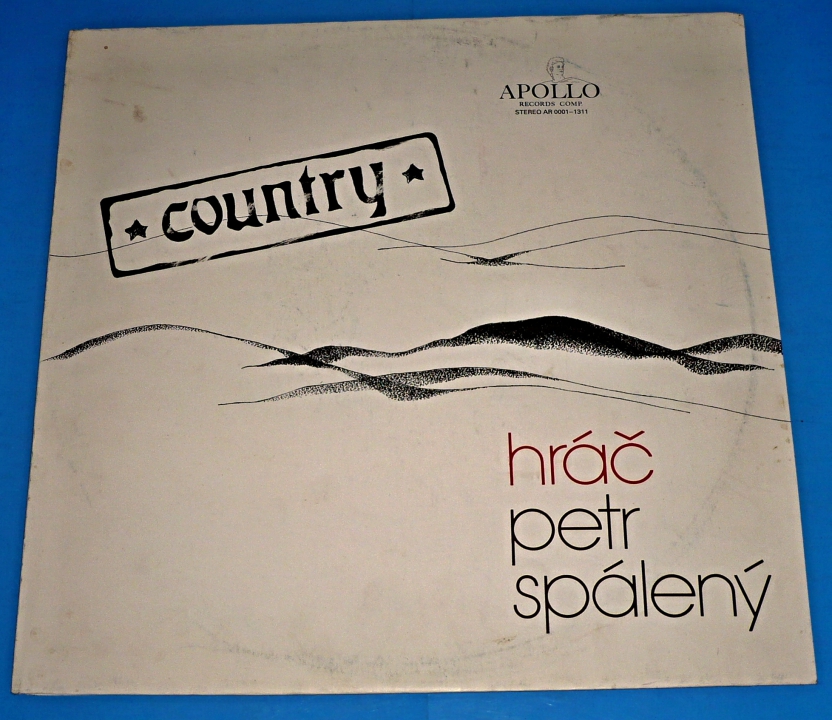 APOLLO
RECORDS COMP.
STEREO AR 0001-1311
country
hráč
petr
spálený